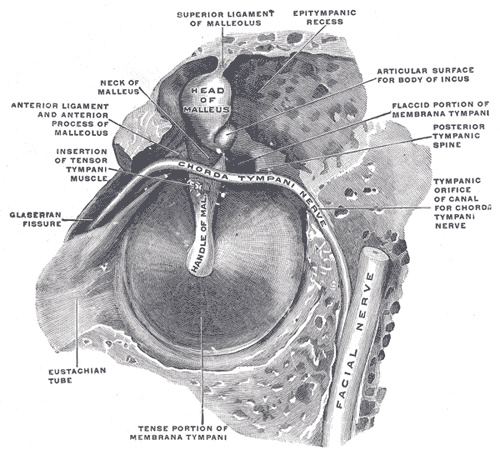 SUPERIOR LIGAMENT
OF MALLEOLUS
EPITYMPANIC
RECESS
NECK OF
MALLEUS
HEAD
OF
MALLEUS
ARTICULAR SURFACE
FOR BODY OF INCUS
ANTERIOR LIGAMENT
AND ANTERIOR
PROCESS OF
MALLEOLUS
FLACCID PORTION OF
MEMBRANA TYMPANI
POSTERIOR
TYMPANIC
SPINE
INSERTION
OF TENSOR
TYMPANI
MUSCLE
CHORDA TYMPANI NERVE
TYMPANIC
ORIFICE
OF CANAL
FOR CHORDA
TYMPANI
NERVE
GLASERIAN
FISSURE
HANDLE OF MAL.
FACIAL NERVE
EUSTACHIAN
TUBE
TENSE PORTION OF
MEMBRANA TYMPANI